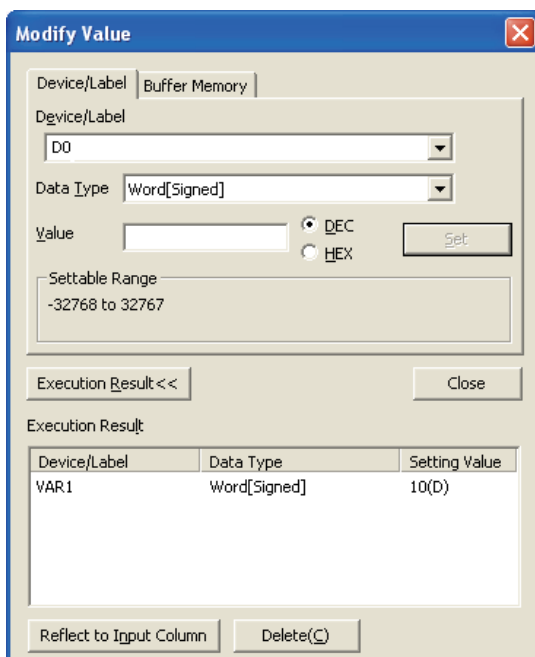 Modify Value
Device/Label Buffer Memory
Device/Label
D0
Data Type Word[Signed]
Value DEC Set
HEX
Settable Range
-32768 to 32767
Execution Result<< Close
Execution Result
Device/Label Data Type Setting Value
VAR1 Word[Signed] 10(D)
Reflect to Input Column Delete(C)